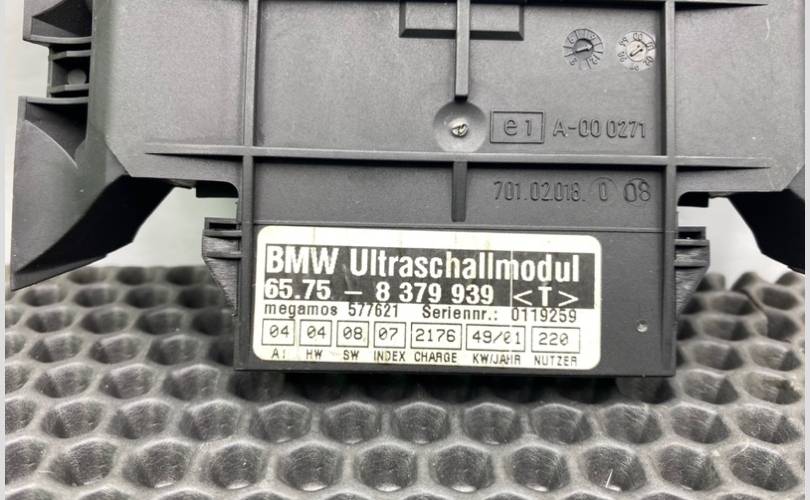 e1 A-00 0271
701.02.018. 0 08
BMW Ultraschallmodul
65.75 - 8 379 939 <T>
megamos 577621 Seriennr.: 0119259
04 04 08 07 2176 49/01 220
AI HW SW INDEX CHARGE KW/JAHR NUTZER